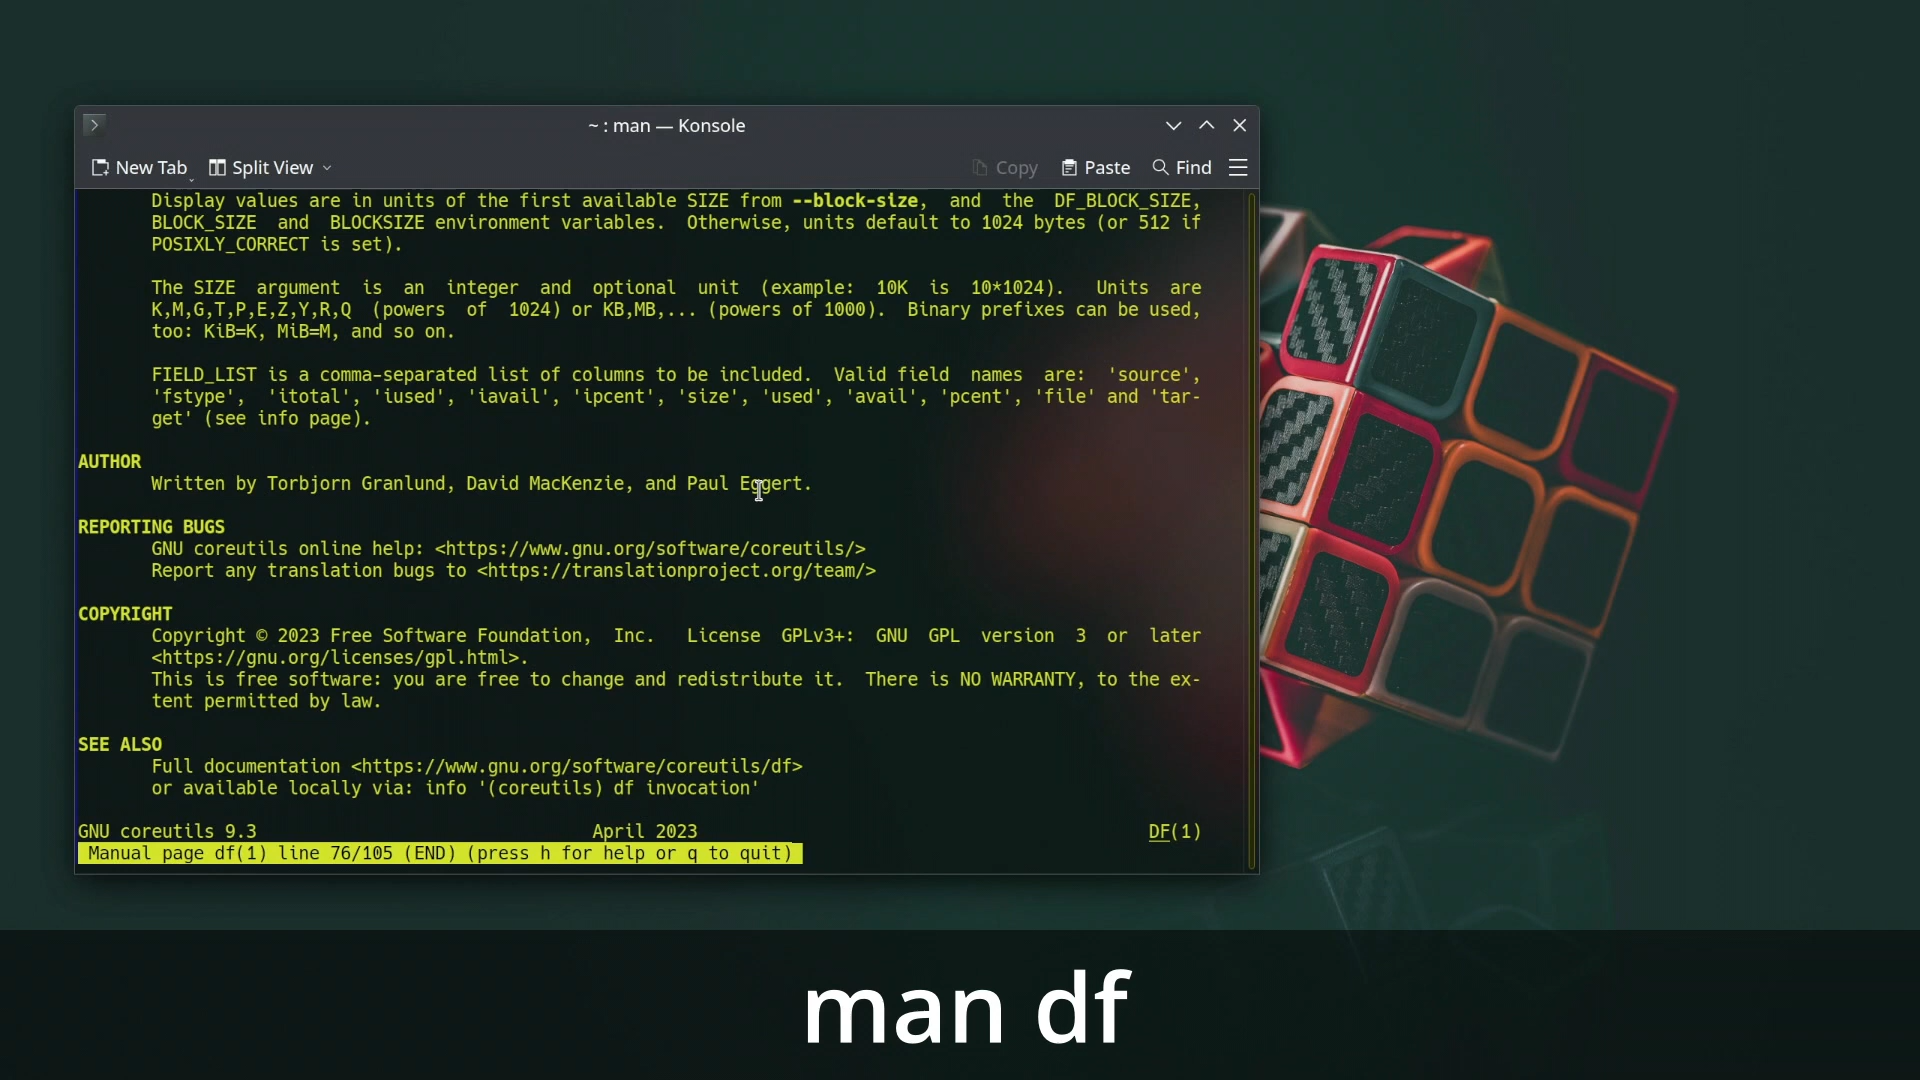 ~ : man — Konsole
New Tab Split View Copy Paste Find
Display values are in units of the first available SIZE from --block-size, and the DF_BLOCK_SIZE,
BLOCK_SIZE and BLOCKSIZE environment variables. Otherwise, units default to 1024 bytes (or 512 if
POSIXLY_CORRECT is set).
The SIZE argument is an integer and optional unit (example: 10K is 10*1024). Units are
K,M,G,T,P,E,Z,Y,R,Q (powers of 1024) or KB,MB,... (powers of 1000). Binary prefixes can be used,
too: KiB=K, MiB=M, and so on.
FIELD_LIST is a comma-separated list of columns to be included. Valid field names are: 'source',
'fstype', 'itotal', 'iused', 'iavail', 'ipcent', 'size', 'used', 'avail', 'pcent', 'file' and 'tar-
get' (see info page).
AUTHOR
Written by Torbjorn Granlund, David MacKenzie, and Paul Eggert.
REPORTING BUGS
GNU coreutils online help: <https://www.gnu.org/software/coreutils/>
Report any translation bugs to <https://translationproject.org/team/>
COPYRIGHT
Copyright © 2023 Free Software Foundation, Inc. License GPLv3+: GNU GPL version 3 or later
<https://gnu.org/licenses/gpl.html>.
This is free software: you are free to change and redistribute it. There is NO WARRANTY, to the ex-
tent permitted by law.
SEE ALSO
Full documentation <https://www.gnu.org/software/coreutils/df>
or available locally via: info '(coreutils) df invocation'
GNU coreutils 9.3 April 2023 DF(1)
Manual page df(1) line 76/105 (END) (press h for help or q to quit)
man df